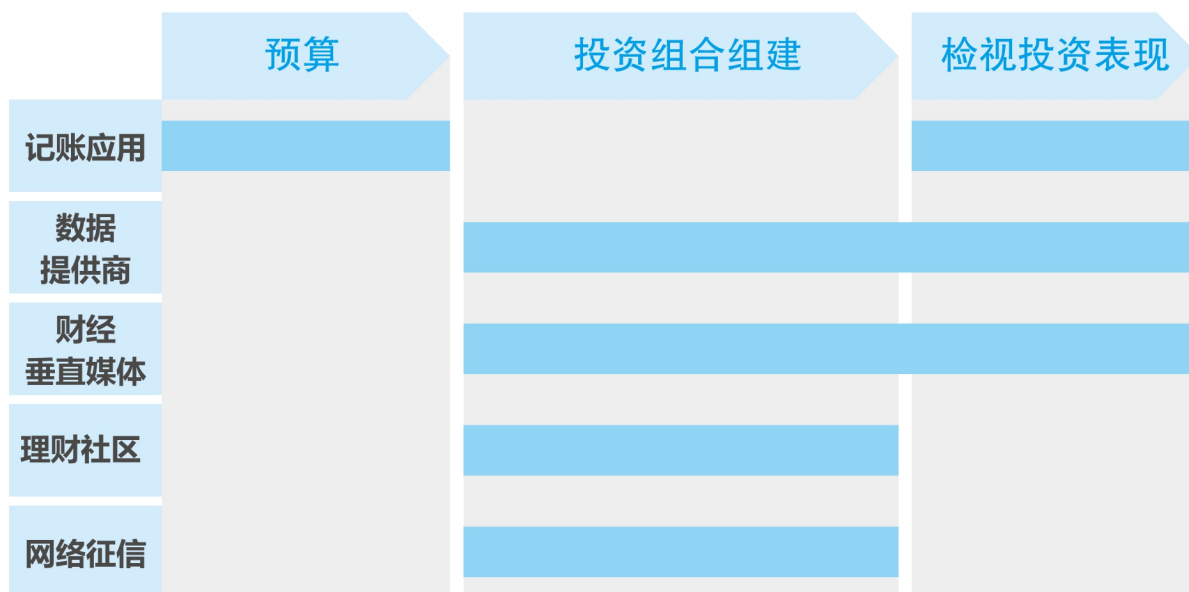 预算
投资组合组建
检视投资表现
记账应用
数据
提供商
财经
垂直媒体
理财社区
网络征信